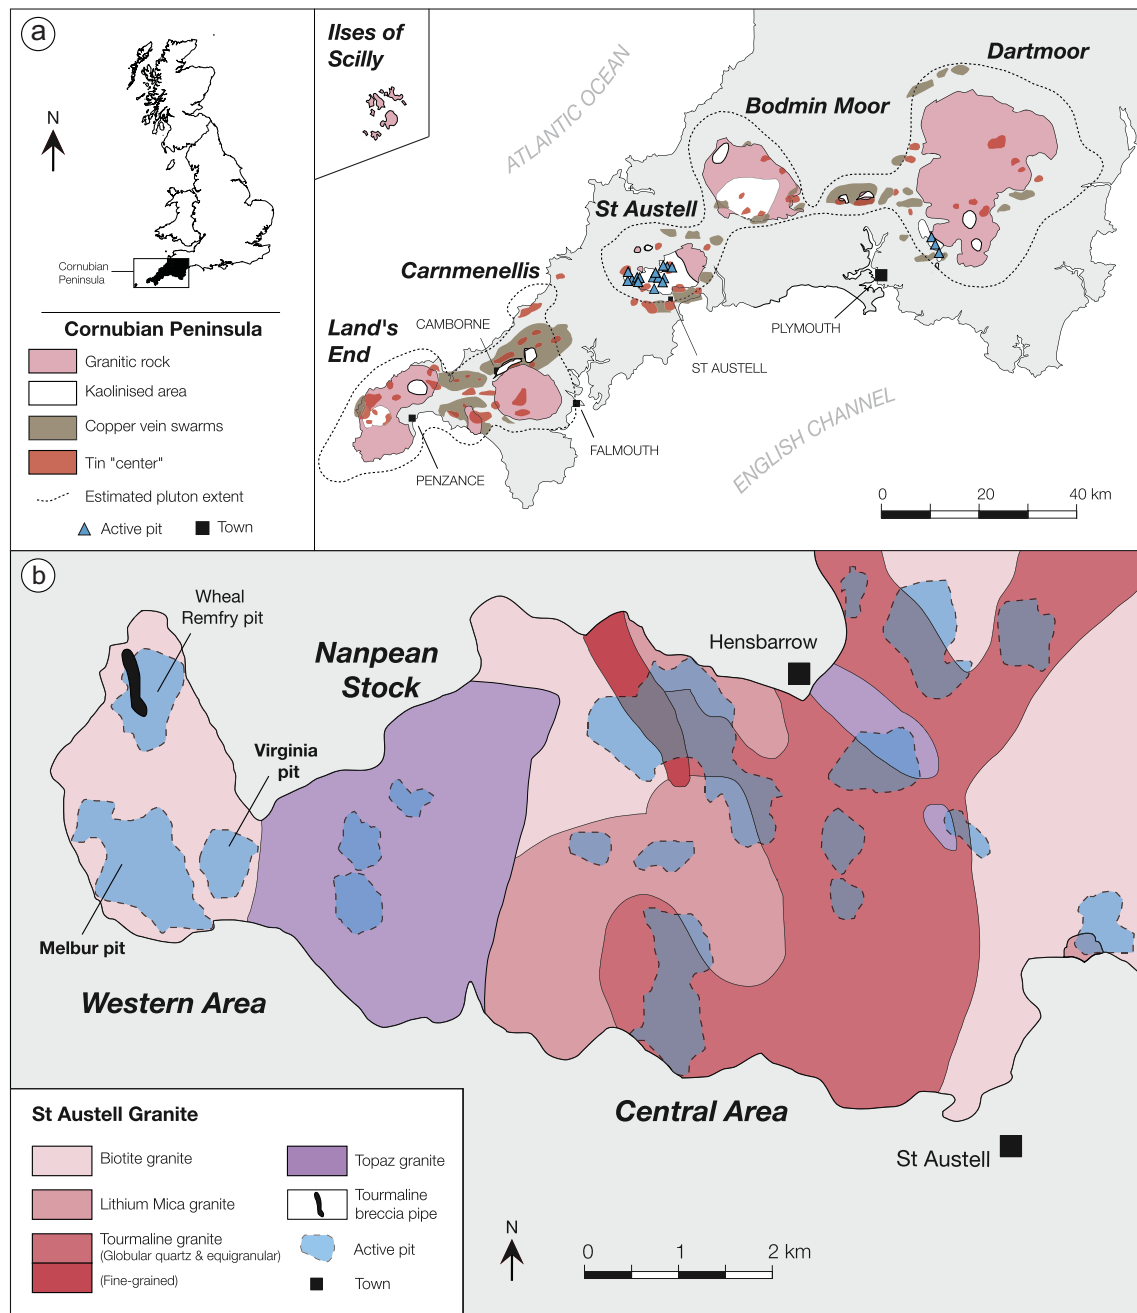 a
N
Cornubian
Peninsula
Cornubian Peninsula
Granitic rock
Kaolinised area
Copper vein swarms
Tin "center"
Estimated pluton extent
Active pit
Town
Ilses of
Scilly
ATLANTIC OCEAN
Dartmoor
Bodmin Moor
St Austell
Carnmenellis
CAMBORNE
Land's
End
PLYMOUTH
ST AUSTELL
FALMOUTH
PENZANCE
ENGLISH CHANNEL
0 20 40 km
b
Wheal
Remfry pit
Nanpean
Stock
Hensbarrow
Virginia
pit
Melbur pit
Western Area
Central Area
St Austell
St Austell Granite
Biotite granite
Lithium Mica granite
Tourmaline granite
(Globular quartz & equigranular)
(Fine-grained)
Topaz granite
Tourmaline
breccia pipe
Active pit
Town
N
0 1 2 km